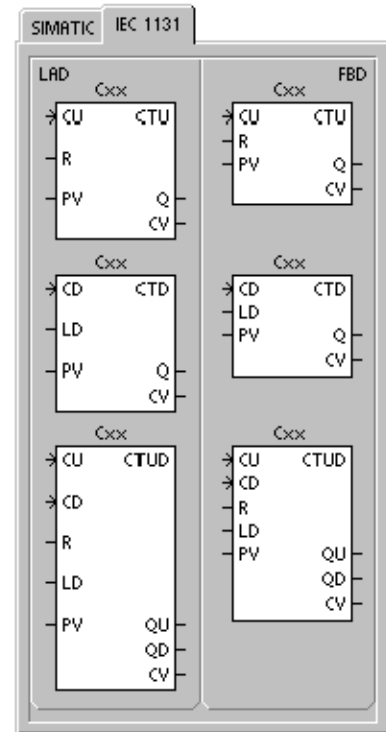 SIMATIC IEC 1131
LAD
Cxx
CU CTU
R
PV Q
CV
Cxx
CD CTD
LD
PV Q
CV
Cxx
CU CTUD
CD
R
LD
PV QU
QD
CV
FBD
Cxx
CU CTU
R
PV Q
CV
Cxx
CD CTD
LD
PV Q
CV
Cxx
CU CTUD
CD
R
LD
PV QU
QD
CV